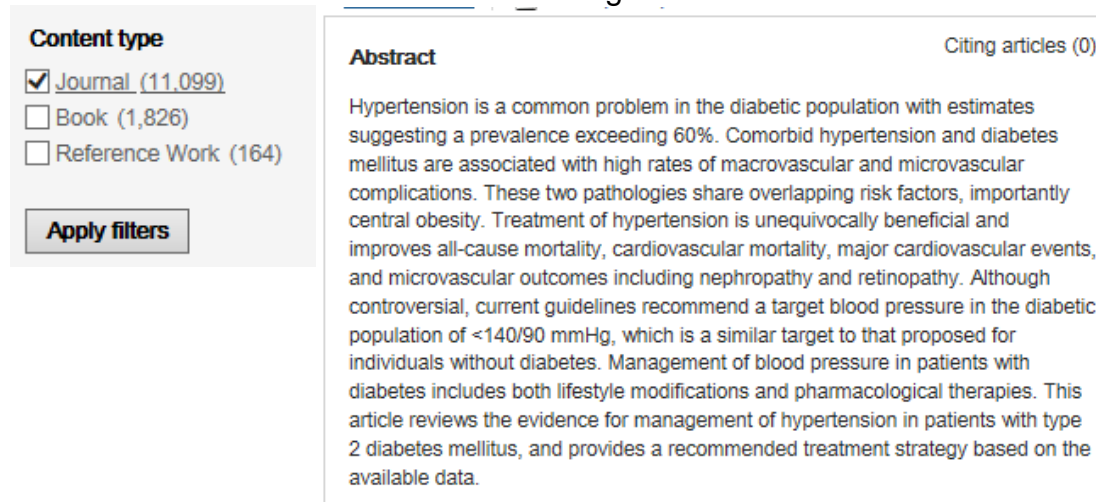 Content type
Journal (11,099)
Book (1,826)
Reference Work (164)
Apply filters
Citing articles (0)
Abstract
Hypertension is a common problem in the diabetic population with estimates
suggesting a prevalence exceeding 60%. Comorbid hypertension and diabetes
mellitus are associated with high rates of macrovascular and microvascular
complications. These two pathologies share overlapping risk factors, importantly
central obesity. Treatment of hypertension is unequivocally beneficial and
improves all-cause mortality, cardiovascular mortality, major cardiovascular events,
and microvascular outcomes including nephropathy and retinopathy. Although
controversial, current guidelines recommend a target blood pressure in the diabetic
population of <140/90 mmHg, which is a similar target to that proposed for
individuals without diabetes. Management of blood pressure in patients with
diabetes includes both lifestyle modifications and pharmacological therapies. This
article reviews the evidence for management of hypertension in patients with type
2 diabetes mellitus, and provides a recommended treatment strategy based on the
available data.